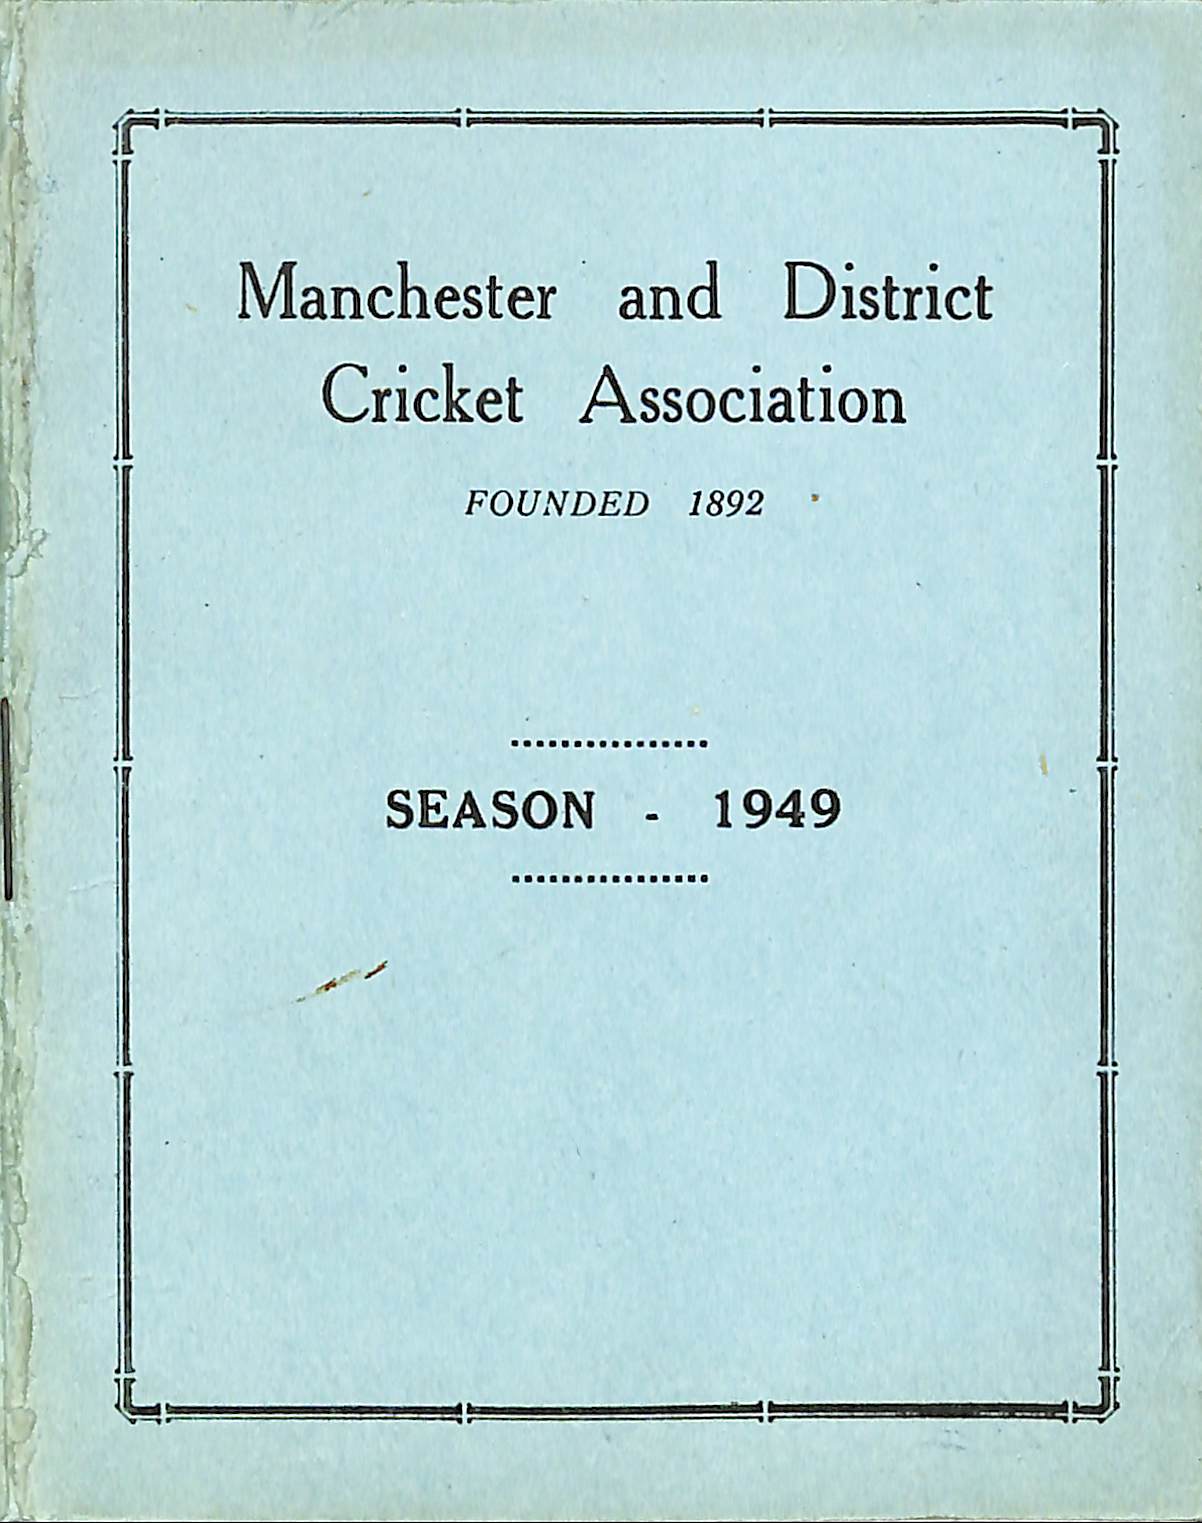 Manchester and District
Cricket Association
FOUNDED 1892
SEASON - 1949